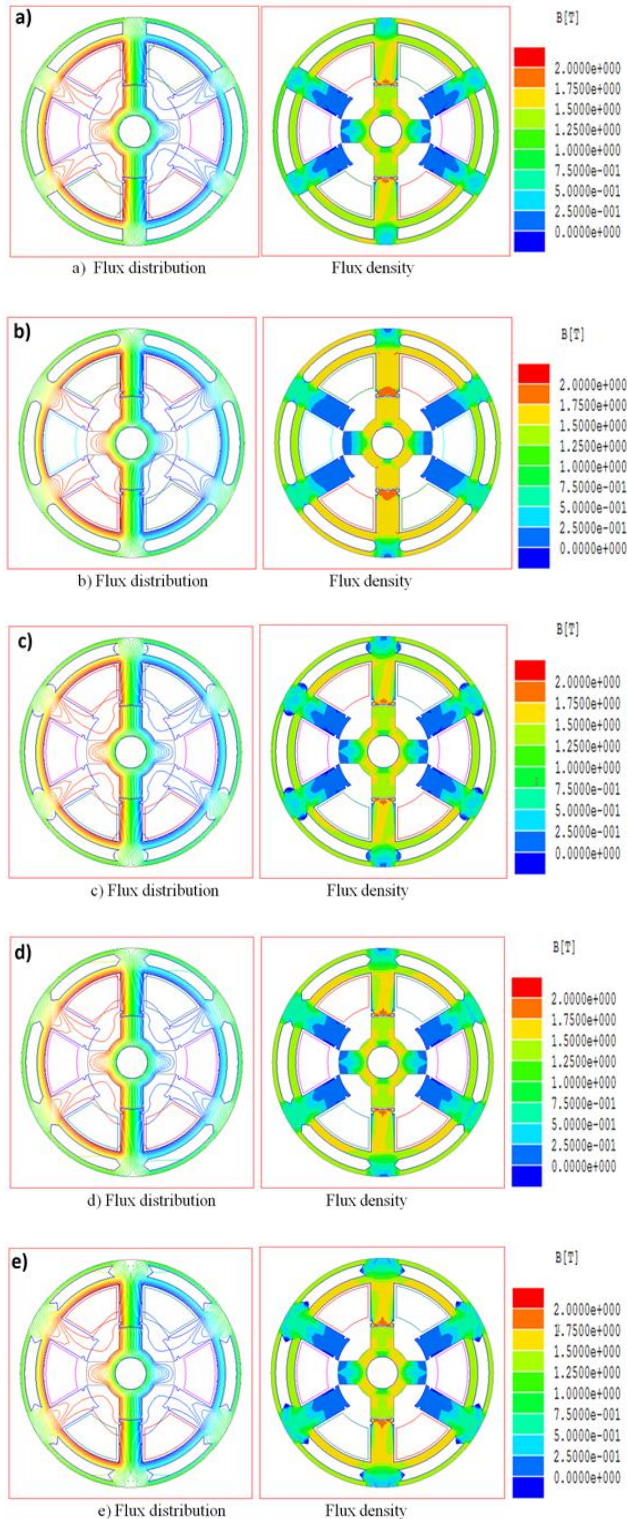 a)
B[T]
2.0000e+000
1.7500e+000
1.5000e+000
1.2500e+000
1.0000e+000
7.5000e-001
5.0000e-001
2.5000e-001
0.0000e+000
a) Flux distribution
Flux density
b)
B[T]
2.0000e+000
1.7500e+000
1.5000e+000
1.2500e+000
1.0000e+000
7.5000e-001
5.0000e-001
2.5000e-001
0.0000e+000
b) Flux distribution
Flux density
c)
B[T]
2.0000e+000
1.7500e+000
1.5000e+000
1.2500e+000
1.0000e+000
7.5000e-001
5.0000e-001
2.5000e-001
0.0000e+000
c) Flux distribution
Flux density
d)
B[T]
2.0000e+000
1.7500e+000
1.5000e+000
1.2500e+000
1.0000e+000
7.5000e-001
5.0000e-001
2.5000e-001
0.0000e+000
d) Flux distribution
Flux density
e)
B[T]
2.0000e+000
1.7500e+000
1.5000e+000
1.2500e+000
1.0000e+000
7.5000e-001
5.0000e-001
2.5000e-001
0.0000e+000
e) Flux distribution
Flux density